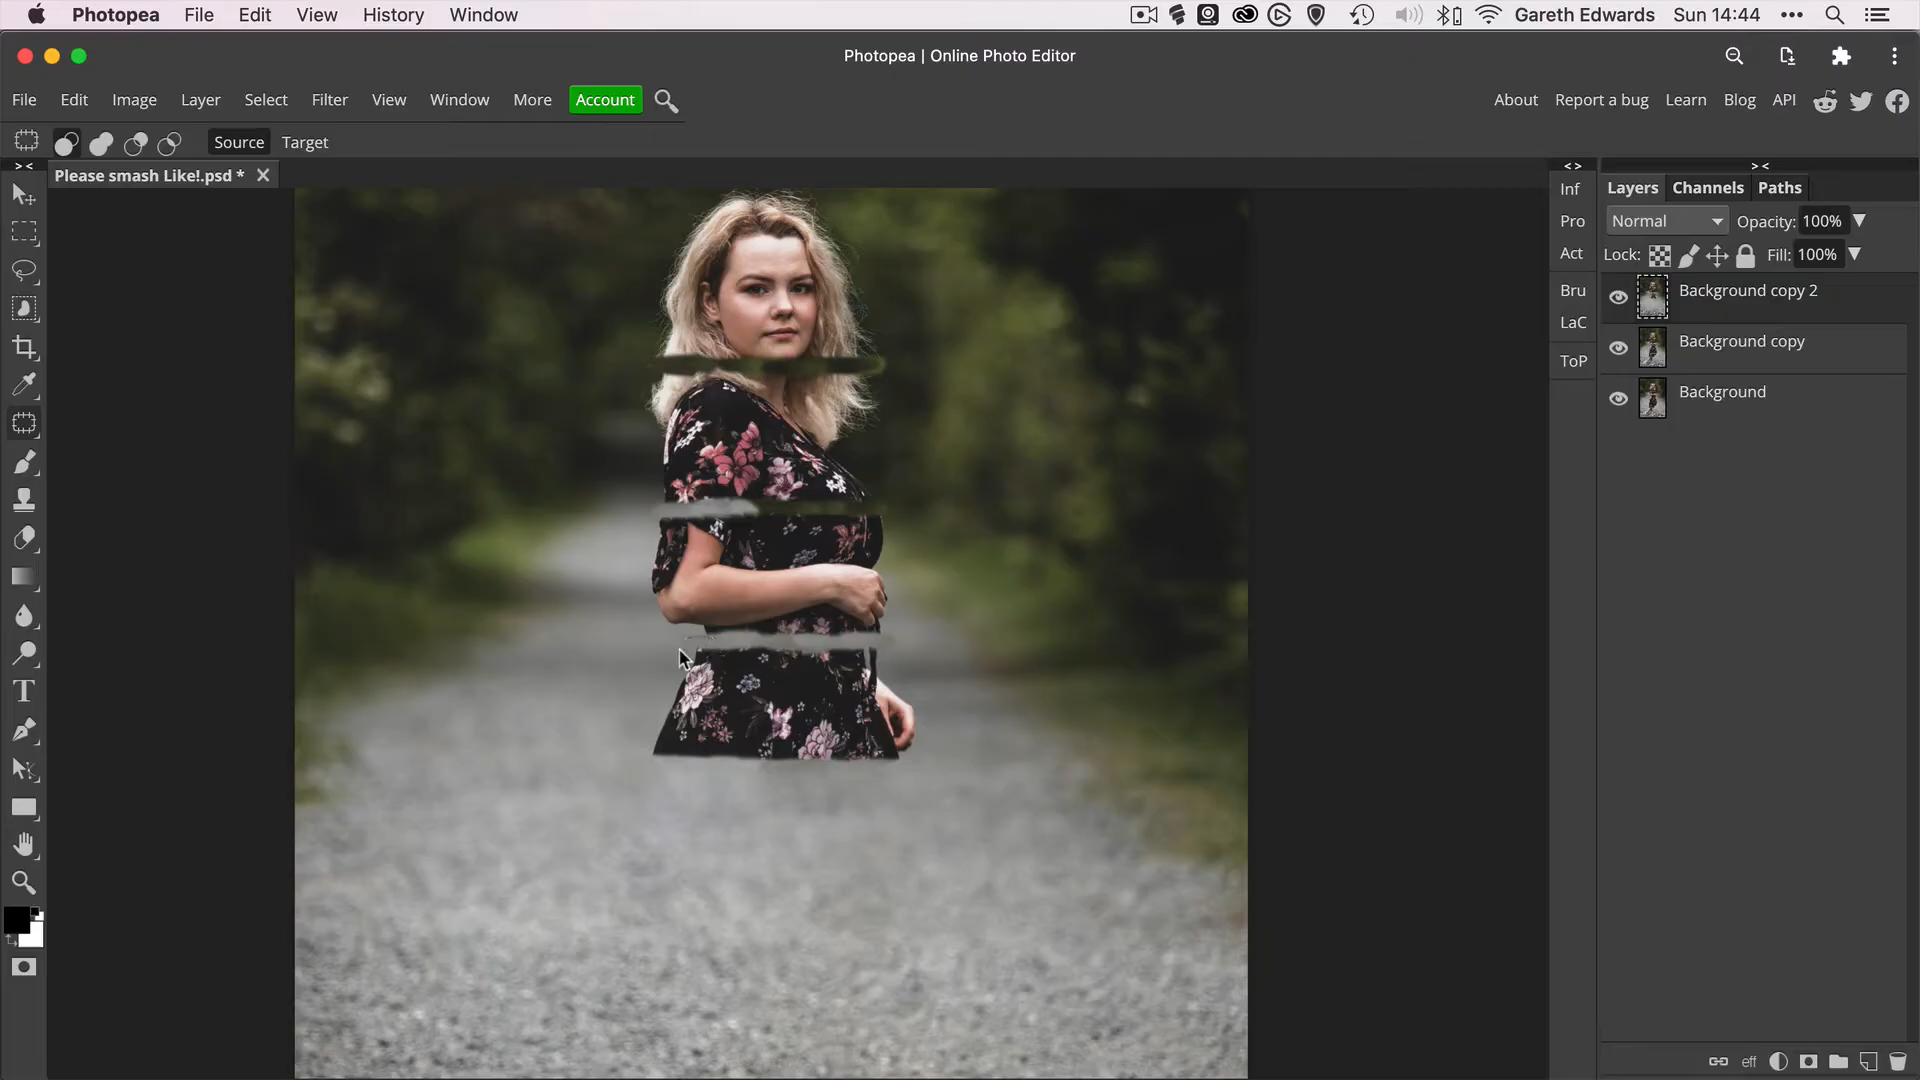 Photopea File Edit View History Window Gareth Edwards Sun 14:44
Photopea | Online Photo Editor
File Edit Image Layer Select Filter View Window More Account About Report a bug Learn Blog API
Source Target
Please smash Like!.psd *
Inf
Pro
Act
Bru
LaC
ToP
Layers Channels Paths
Normal Opacity: 100%
Lock: Fill: 100%
Background copy 2
Background copy
Background
eff